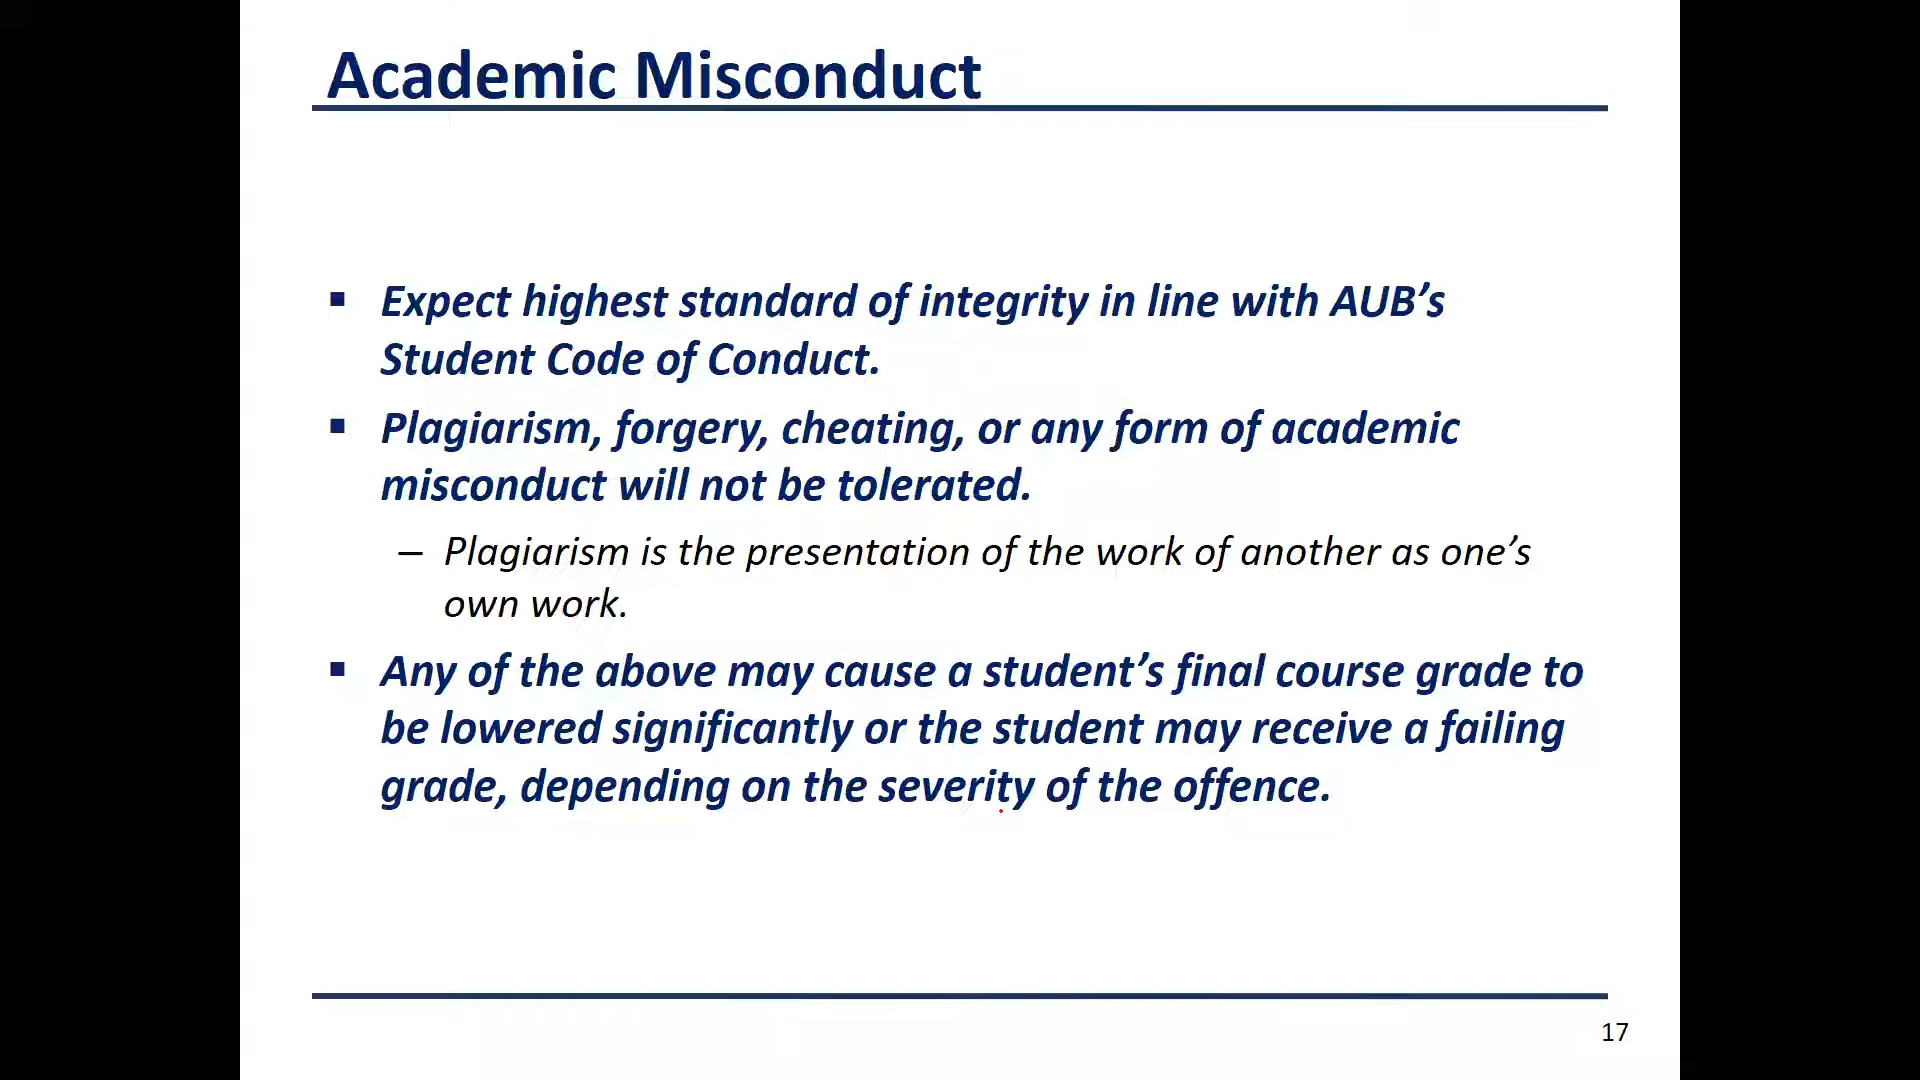 Academic Misconduct
▪ Expect highest standard of integrity in line with AUB’s
Student Code of Conduct.
▪ Plagiarism, forgery, cheating, or any form of academic
misconduct will not be tolerated.
– Plagiarism is the presentation of the work of another as one’s
own work.
▪ Any of the above may cause a student’s final course grade to
be lowered significantly or the student may receive a failing
grade, depending on the severity of the offence.
17